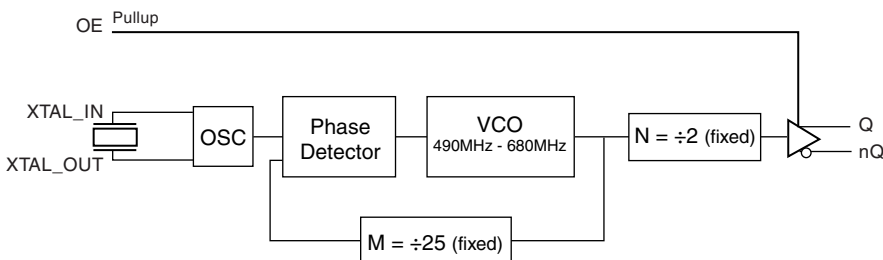 OE Pullup
XTAL_IN
OSC
XTAL_OUT
Phase
Detector
VCO
490MHz - 680MHz
N = ÷2 (fixed)
Q
nQ
M = ÷25 (fixed)